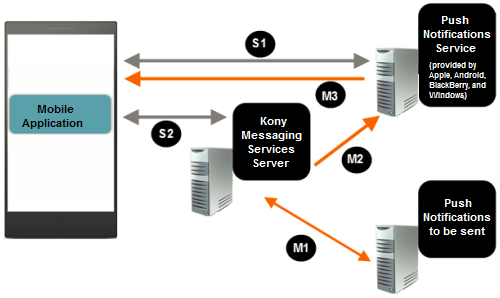 S1
Push
Notifications
Service
(provided by
Apple, Android,
BlackBerry, and
Windows)
M3
Mobile
Application
S2
Kony
Messaging
Services
Server
M2
Push
Notifications
to be sent
M1